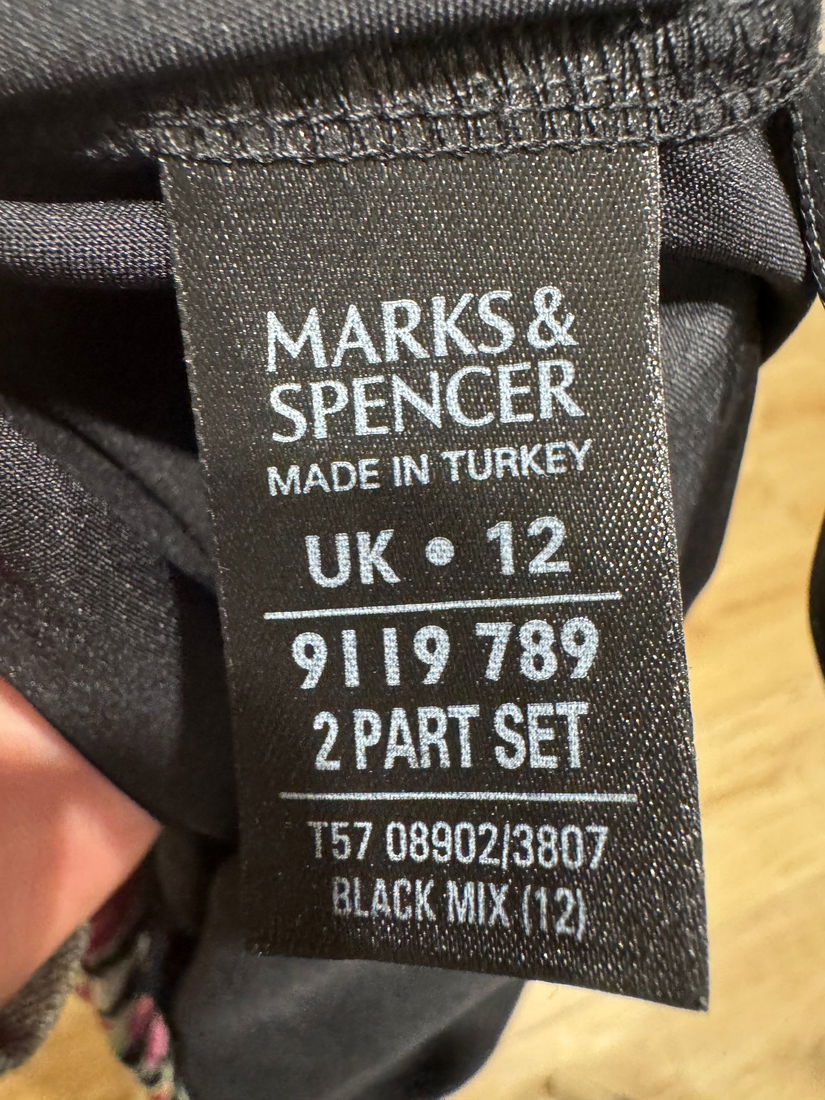 MARKS &
SPENCER
MADE IN TURKEY
UK • 12
9119 789
2 PART SET
T57 08902/3807
BLACK MIX (12)